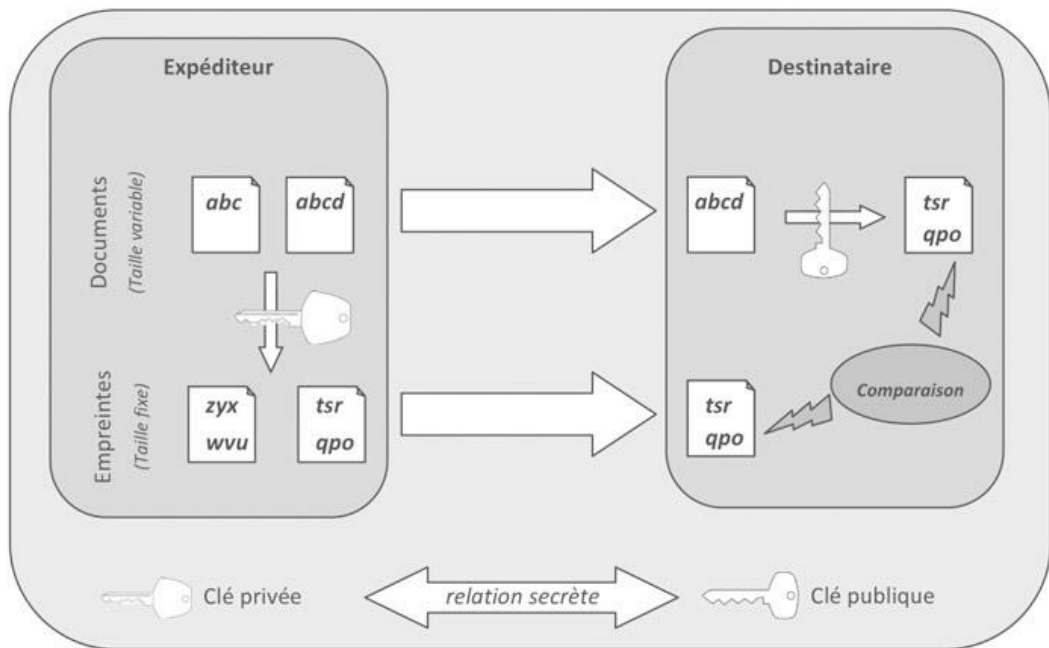 Expéditeur
Destinataire
Documents
(Taille variable)
abc
abcd
abcd
tsr
qpo
Empreintes
(Taille fixe)
zyx
wvu
tsr
qpo
tsr
qpo
Comparaison
Clé privée
relation secrète
Clé publique